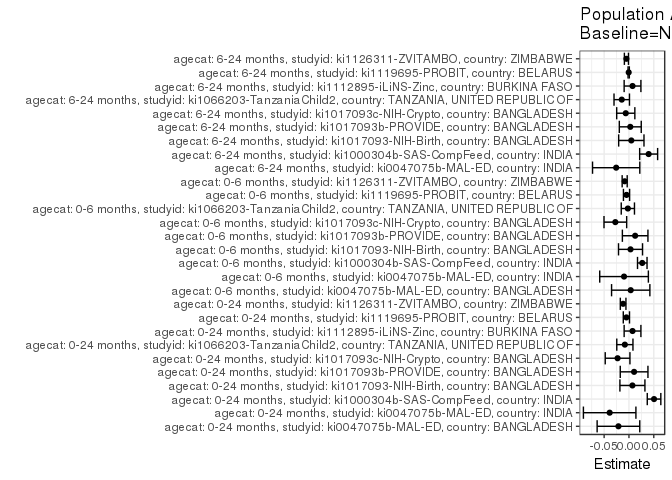 Population
Baseline=N
agecat: 6-24 months, studyid: ki1126311-ZVITAMBO, country: ZIMBABWE
agecat: 6-24 months, studyid: ki1119695-PROBIT, country: BELARUS
agecat: 6-24 months, studyid: ki1112895-iLiNS-Zinc, country: BURKINA FASO
agecat: 6-24 months, studyid: ki1066203-TanzaniaChild2, country: TANZANIA, UNITED REPUBLIC OF
agecat: 6-24 months, studyid: ki1017093c-NIH-Crypto, country: BANGLADESH
agecat: 6-24 months, studyid: ki1017093b-PROVIDE, country: BANGLADESH
agecat: 6-24 months, studyid: ki1017093-NIH-Birth, country: BANGLADESH
agecat: 6-24 months, studyid: ki1000304b-SAS-CompFeed, country: INDIA
agecat: 6-24 months, studyid: ki0047075b-MAL-ED, country: INDIA
agecat: 0-6 months, studyid: ki1126311-ZVITAMBO, country: ZIMBABWE
agecat: 0-6 months, studyid: ki1119695-PROBIT, country: BELARUS
agecat: 0-6 months, studyid: ki1066203-TanzaniaChild2, country: TANZANIA, UNITED REPUBLIC OF
agecat: 0-6 months, studyid: ki1017093c-NIH-Crypto, country: BANGLADESH
agecat: 0-6 months, studyid: ki1017093b-PROVIDE, country: BANGLADESH
agecat: 0-6 months, studyid: ki1017093-NIH-Birth, country: BANGLADESH
agecat: 0-6 months, studyid: ki1000304b-SAS-CompFeed, country: INDIA
agecat: 0-6 months, studyid: ki0047075b-MAL-ED, country: INDIA
agecat: 0-6 months, studyid: ki0047075b-MAL-ED, country: BANGLADESH
agecat: 0-24 months, studyid: ki1126311-ZVITAMBO, country: ZIMBABWE
agecat: 0-24 months, studyid: ki1119695-PROBIT, country: BELARUS
agecat: 0-24 months, studyid: ki1112895-iLiNS-Zinc, country: BURKINA FASO
agecat: 0-24 months, studyid: ki1066203-TanzaniaChild2, country: TANZANIA, UNITED REPUBLIC OF
agecat: 0-24 months, studyid: ki1017093c-NIH-Crypto, country: BANGLADESH
agecat: 0-24 months, studyid: ki1017093b-PROVIDE, country: BANGLADESH
agecat: 0-24 months, studyid: ki1017093-NIH-Birth, country: BANGLADESH
agecat: 0-24 months, studyid: ki1000304b-SAS-CompFeed, country: INDIA
agecat: 0-24 months, studyid: ki0047075b-MAL-ED, country: INDIA
agecat: 0-24 months, studyid: ki0047075b-MAL-ED, country: BANGLADESH
-0.05 0.00 0.05
Estimate